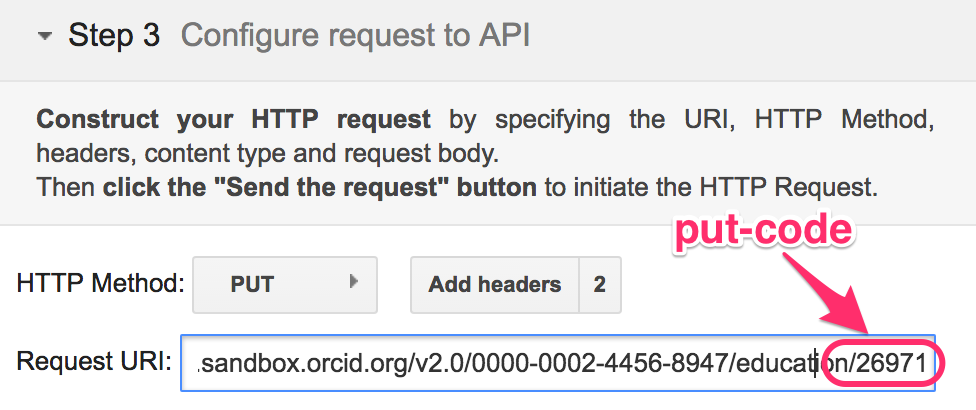 Step 3 Configure request to API
Construct your HTTP request by specifying the URI, HTTP Method,
headers, content type and request body.
Then click the "Send the request" button to initiate the HTTP Request.
put-code
HTTP Method: PUT Add headers 2
Request URI: .sandbox.orcid.org/v2.0/0000-0002-4456-8947/education/26971